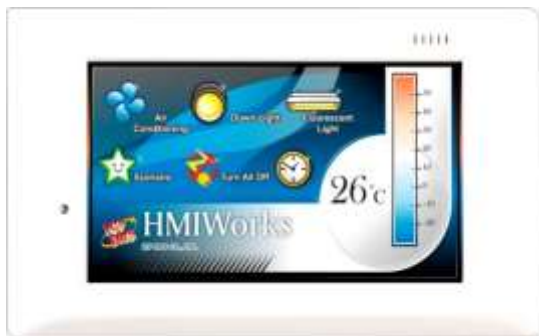 Air
Conditioning
Down Light
Fluorescent
Light
Scenario
Turn All Off
26°C
HMIWorks